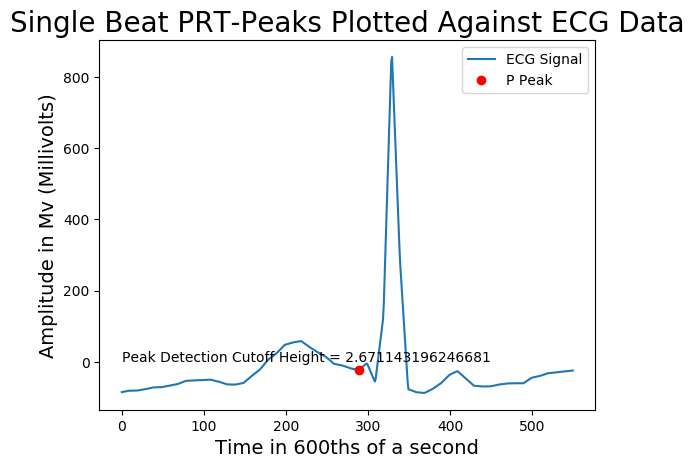 Single Beat PRT-Peaks Plotted Against ECG Data
ECG Signal
P Peak
Amplitude in Mv (Millivolts)
800
600
400
200
0
Peak Detection Cutoff Height = 2.671143196246681
0 100 200 300 400 500
Time in 600ths of a second